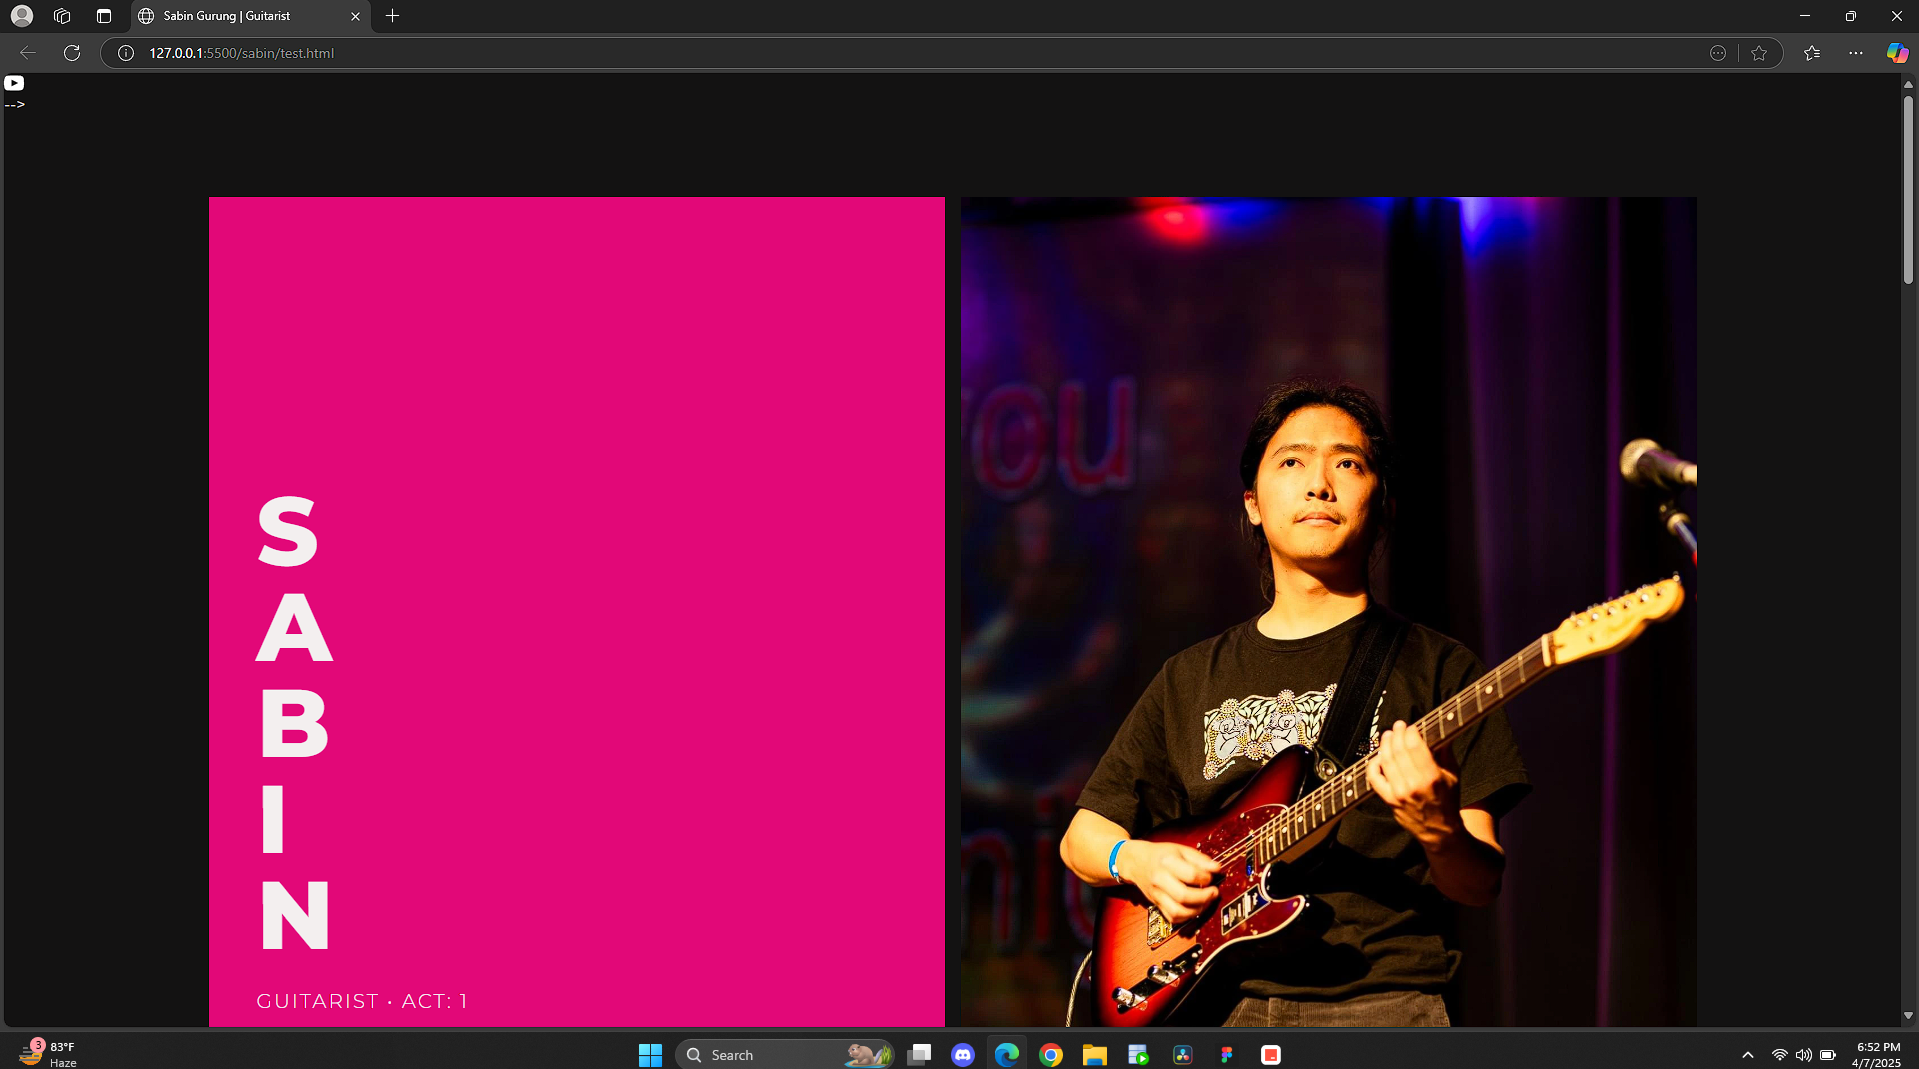 Sabin Gurung | Guitarist
127.0.0.1:5500/sabin/test.html
-->
S
A
B
I
N
GUITARIST • ACT: 1
you
3
83°F
Haze
Search
6:52 PM
4/7/2025